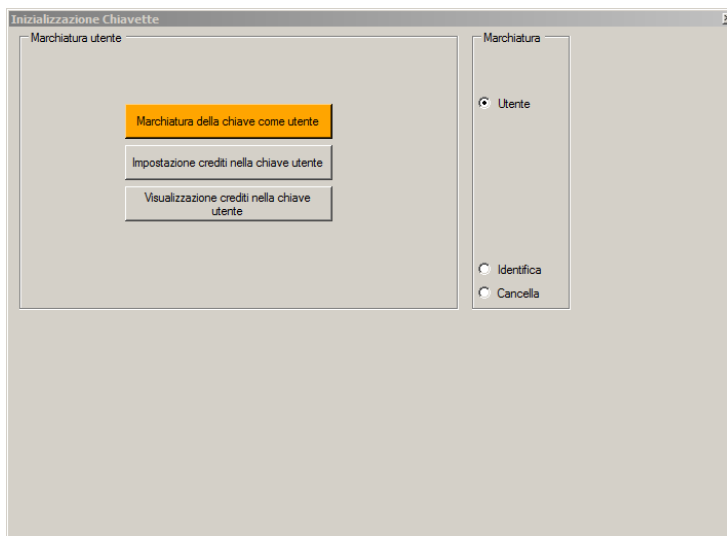 Inizializzazione Chiavette
Marchiatura utente
Marchiatura della chiave come utente
Impostazione crediti nella chiave utente
Visualizzazione crediti nella chiave
utente
Marchiatura
Utente
Identifica
Cancella